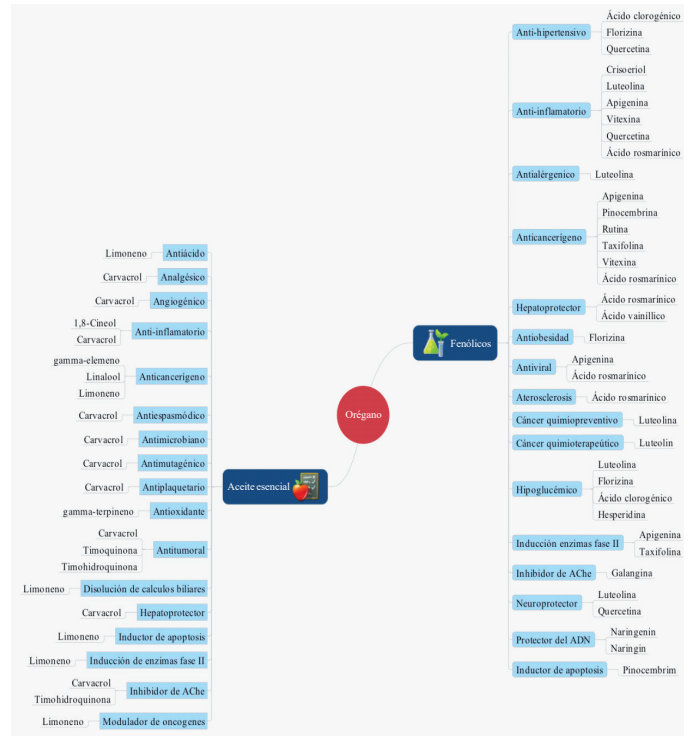 Orégano
Fenólicos
Anti-hipertensivo
Ácido clorogénico
Florizina
Quercetina
Anti-inflamatorio
Crisoeriol
Luteolina
Apigenina
Vitexina
Quercetina
Ácido rosmarínico
Antialérgenico
Luteolina
Anticancerígeno
Apigenina
Pinocembrina
Rutina
Taxifolina
Vitexina
Ácido rosmarínico
Hepatoprotector
Ácido rosmarínico
Ácido vainíllico
Antiobesidad
Florizina
Antiviral
Apigenina
Ácido rosmarínico
Aterosclerosis
Ácido rosmarínico
Cáncer quimiopreventivo
Luteolina
Cáncer quimioterapeútico
Luteolin
Hipoglucémico
Luteolina
Florizina
Ácido clorogénico
Hesperidina
Inducción enzimas fase II
Apigenina
Taxifolina
Inhibidor de AChe
Galangina
Neuroprotector
Luteolina
Quercetina
Protector del ADN
Naringenin
Naringin
Inductor de apoptosis
Pinocembrim
Aceite esencial
Limoneno
Antiácido
Carvacrol
Analgésico
Carvacrol
Angiogénico
1,8-Cineol
Carvacrol
Anti-inflamatorio
gamma-elemeno
Linalool
Limoneno
Anticancerígeno
Carvacrol
Antiespasmódico
Carvacrol
Antimicrobiano
Carvacrol
Antimutagénico
Carvacrol
Antiplaquetario
gamma-terpineno
Antioxidante
Carvacrol
Timoquinona
Timohidroquinona
Antitumoral
Limoneno
Disolución de calculos biliares
Carvacrol
Hepatoprotector
Limoneno
Inductor de apoptosis
Limoneno
Inducción de enzimas fase II
Carvacrol
Timohidroquinona
Inhibidor de AChe
Limoneno
Modulador de oncogenes